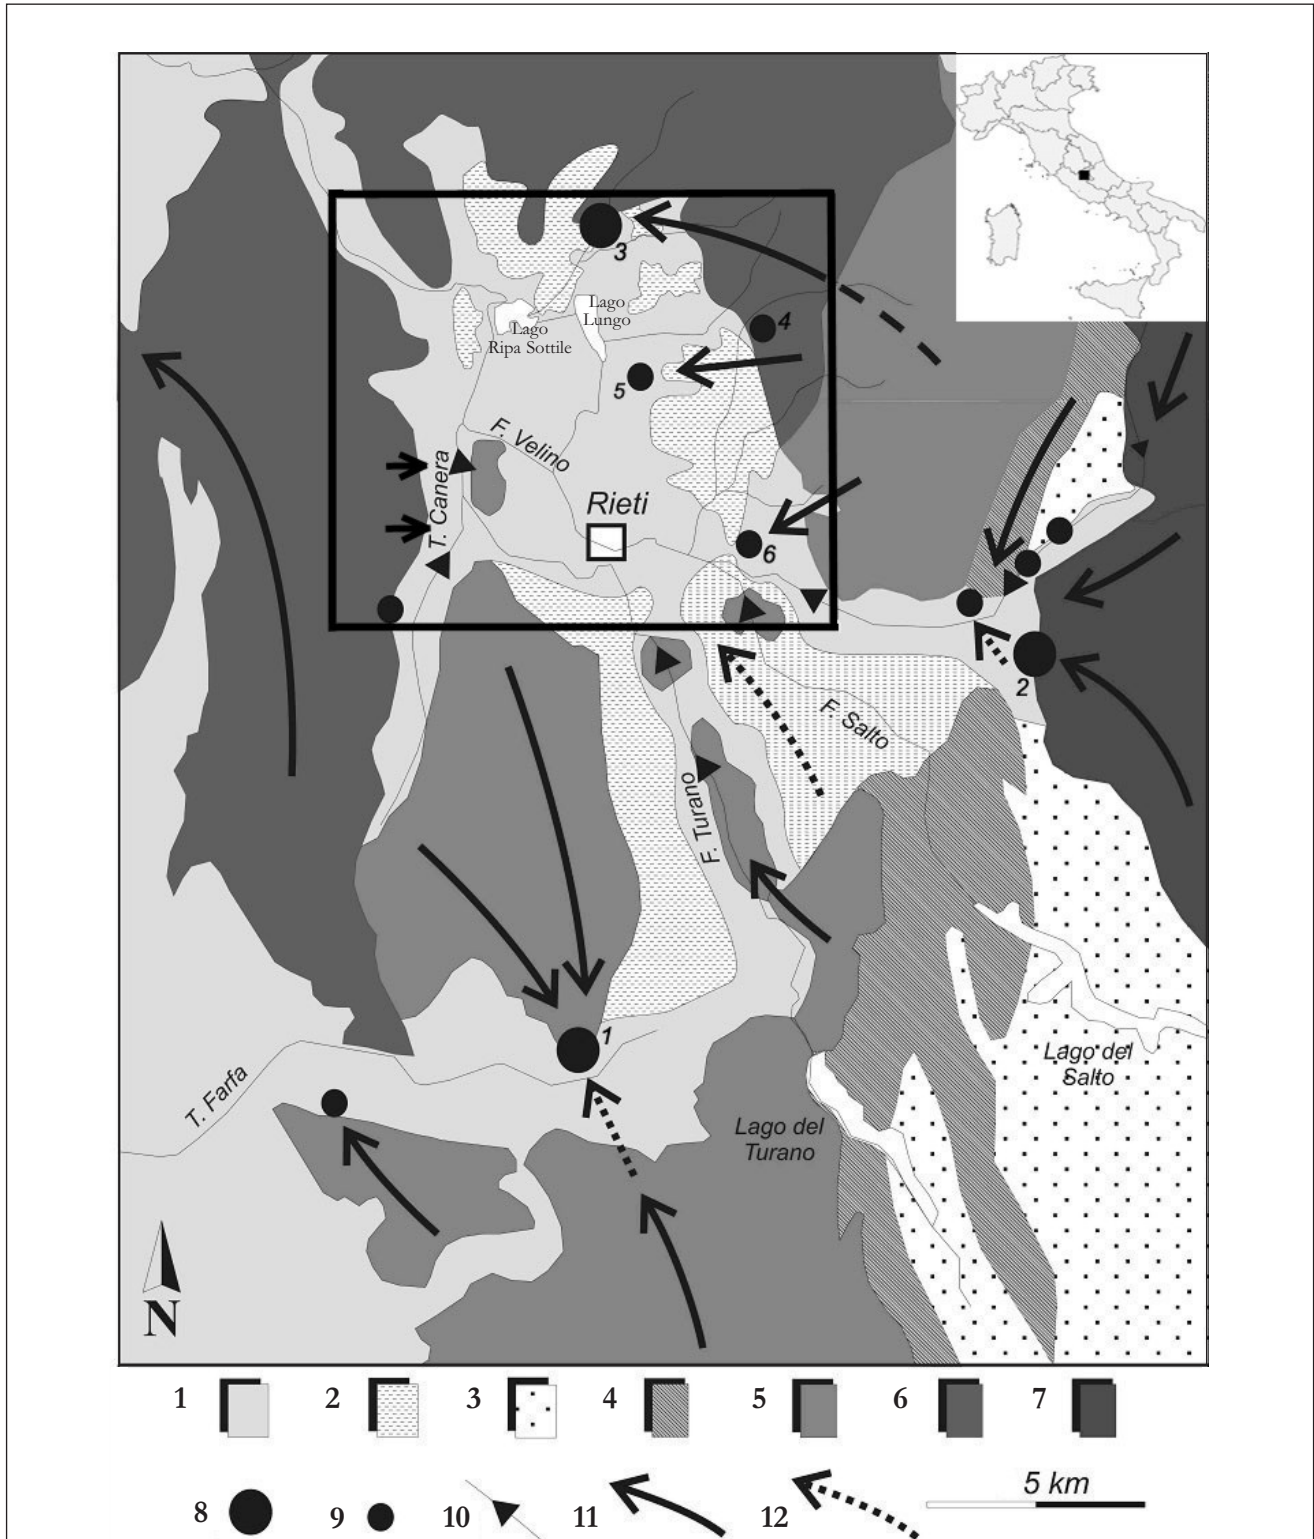 3
Lago
Lungo
4
Lago
Ripa Sottile
5
F. Velino
T. Canera
Rieti
6
2
F. Salto
F. Turano
1
Lago del
Salto
T. Farfa
Lago del
Turano
N
1 2 3 4 5 6 7
5 km
8 9 10 11 12